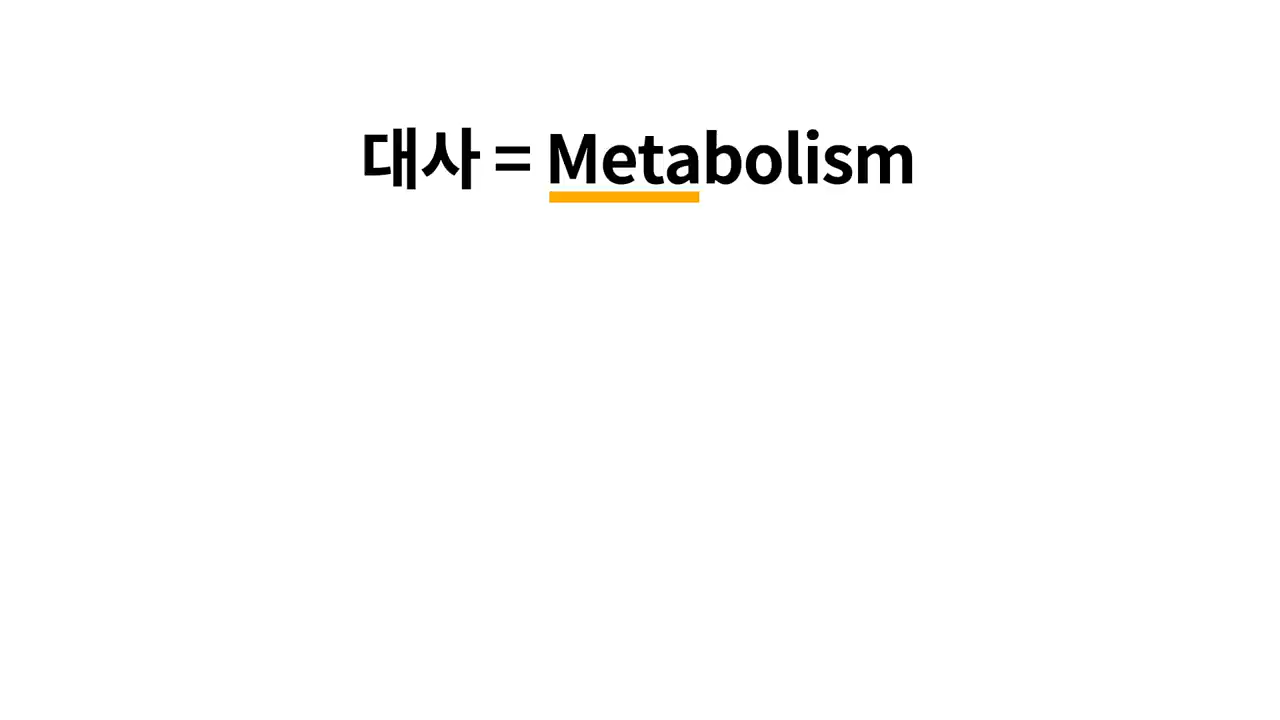 대사 = Metabolism